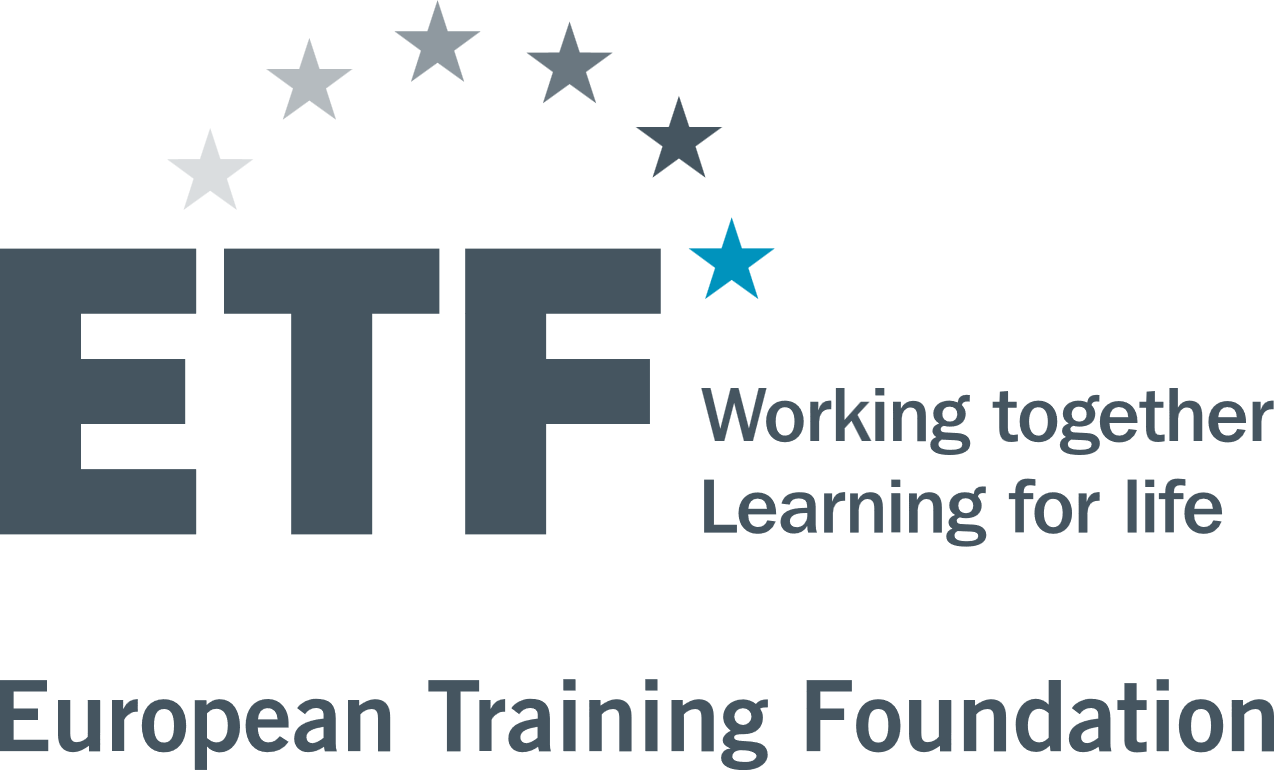 ETF
Working together
Learning for life
European Training Foundation